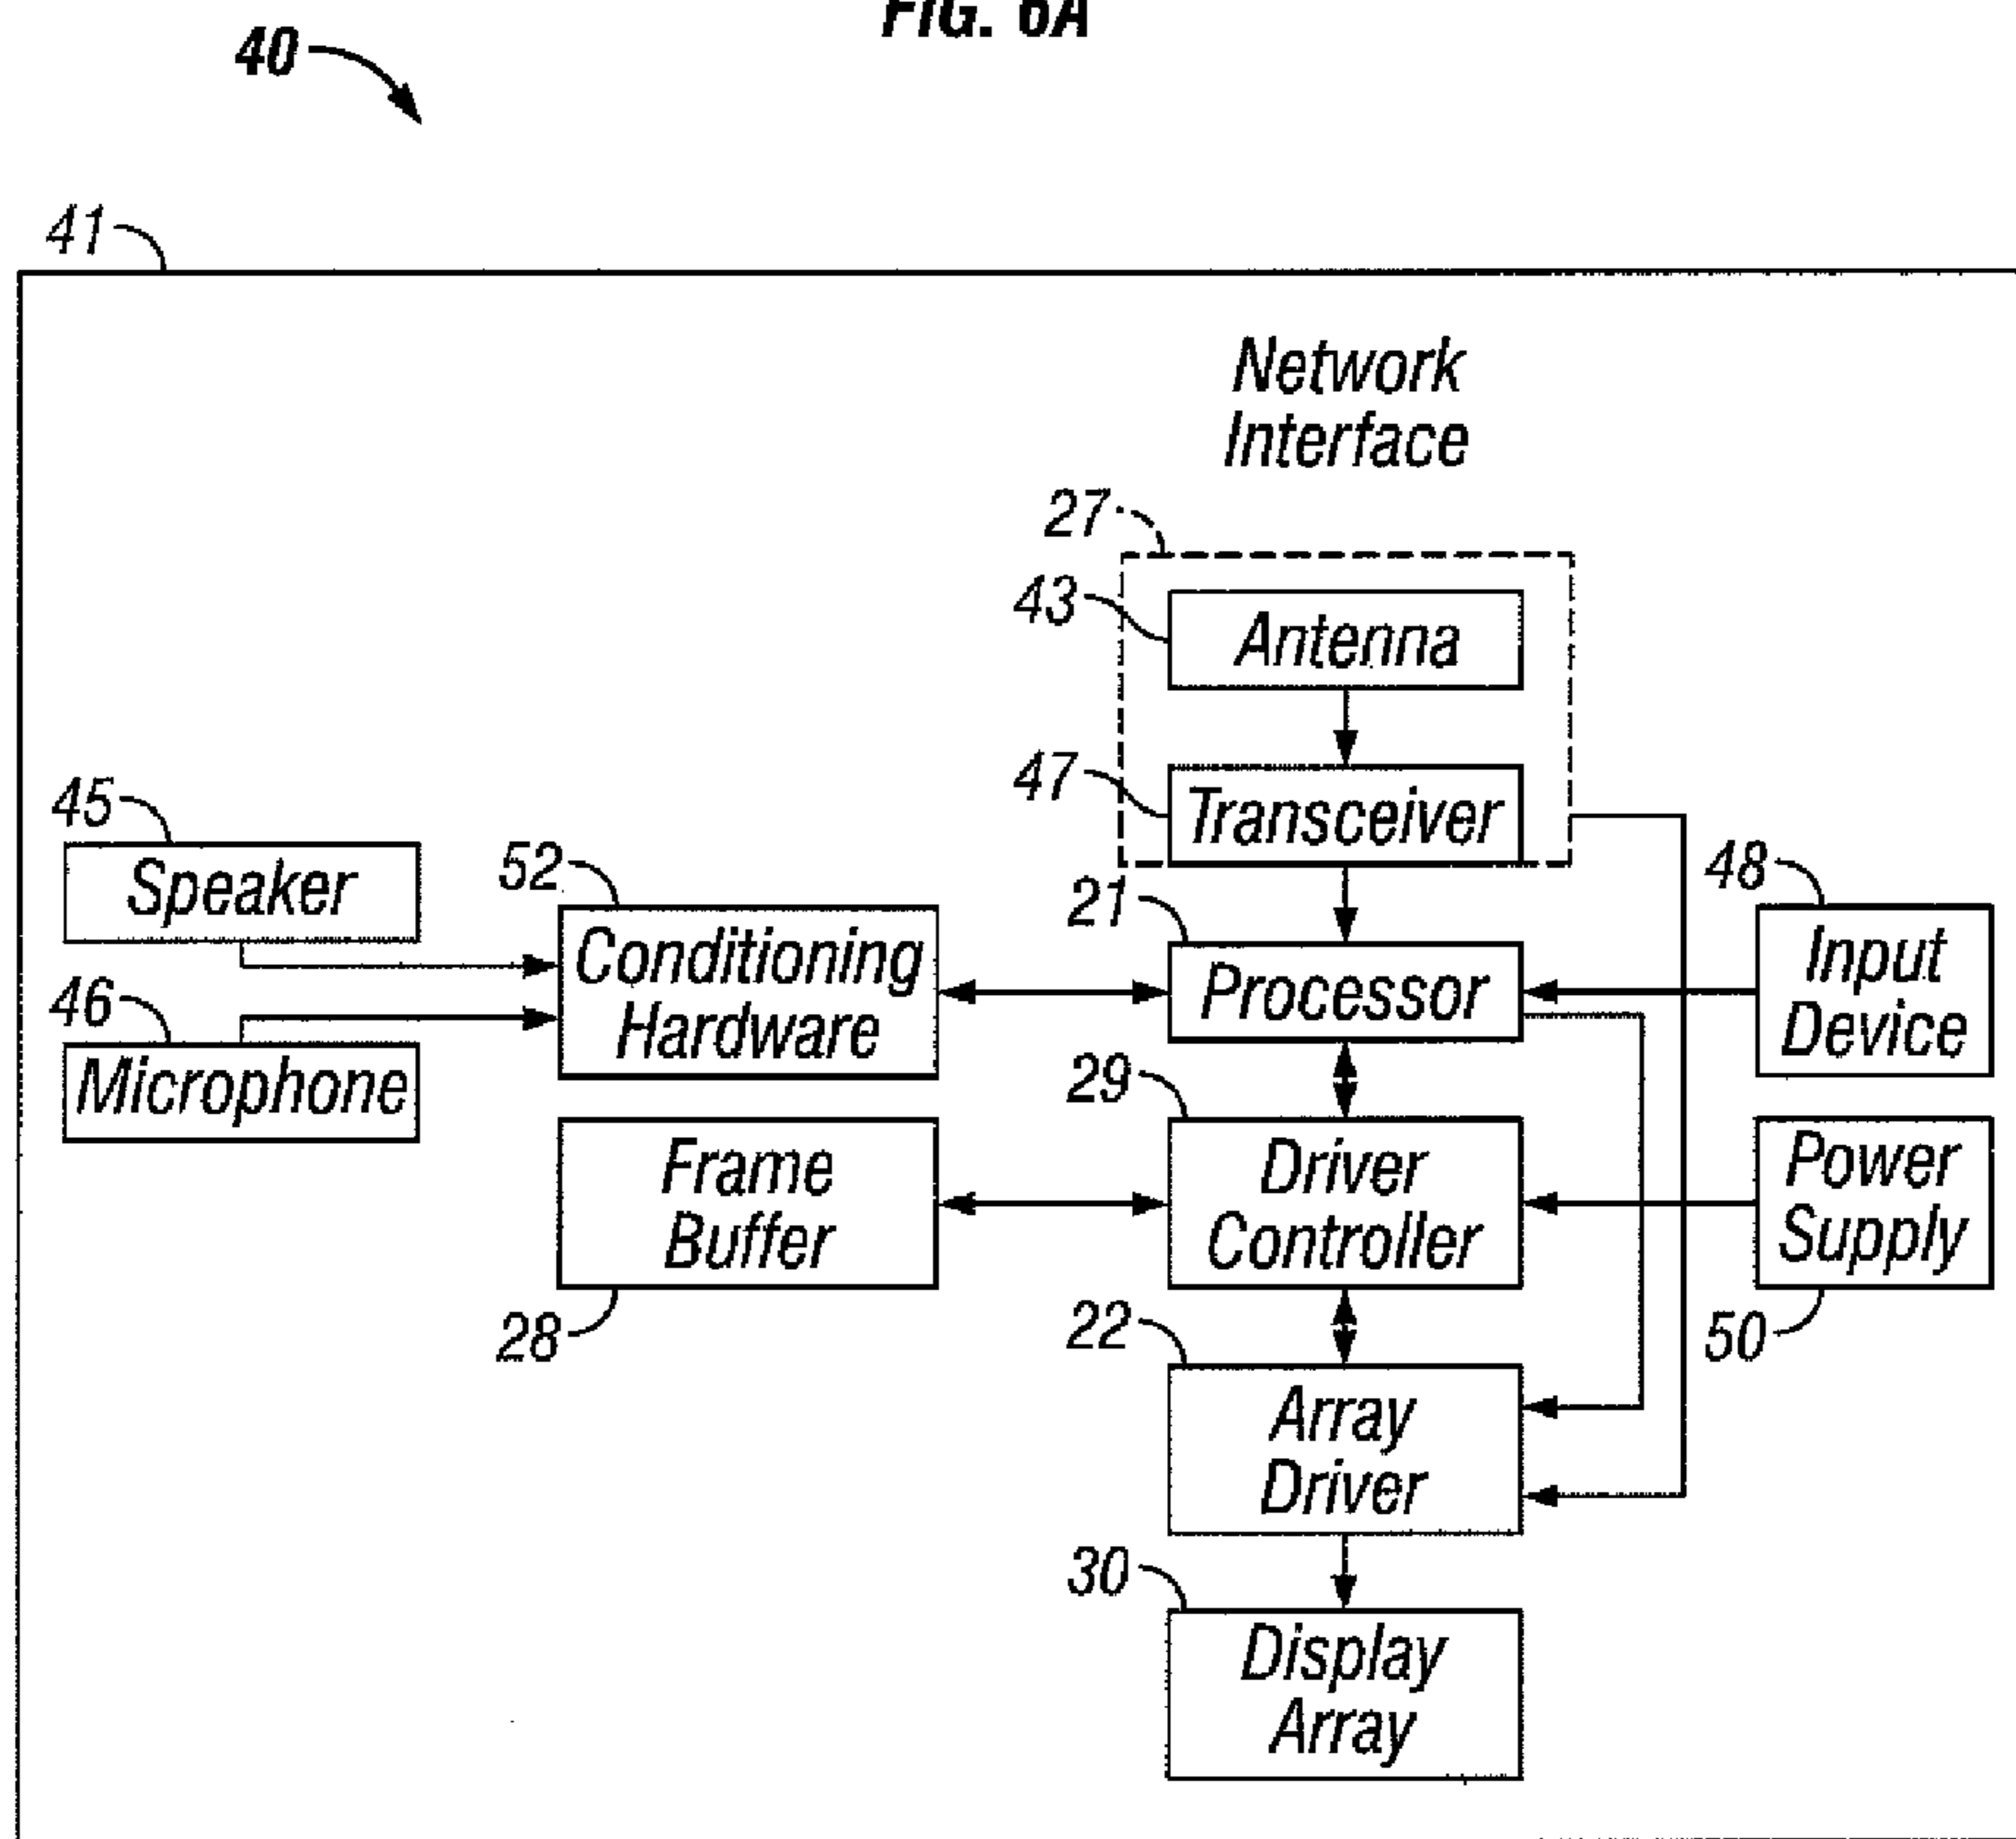 FIG. 6A
40
41
Network
Interface
27
43
Antenna
47
Transceiver
45
Speaker
52
Conditioning
Hardware
21
Processor
48
Input
Device
46
Microphone
29
Driver
Controller
Frame
Buffer
28
Power
Supply
50
22
Array
Driver
30
Display
Array